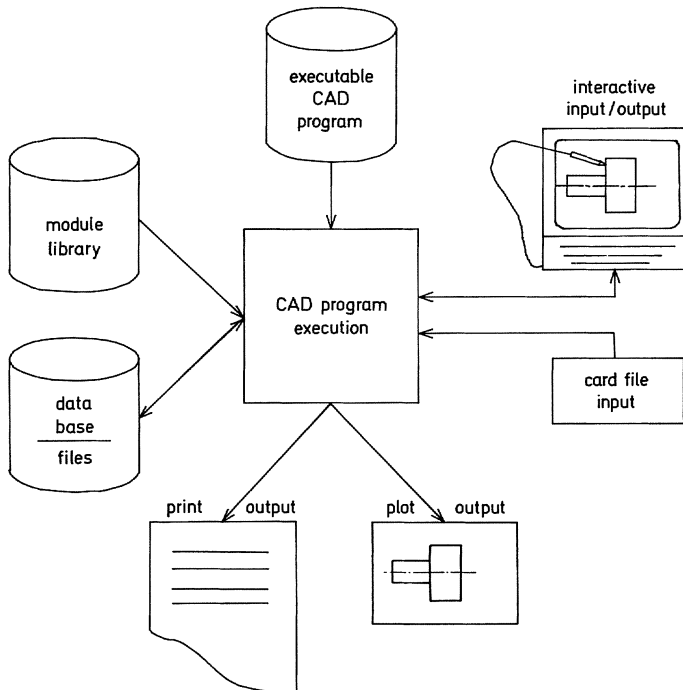 executable
CAD
program
interactive
input/output
module
library
CAD program
execution
data
base
files
card file
input
print output
plot output